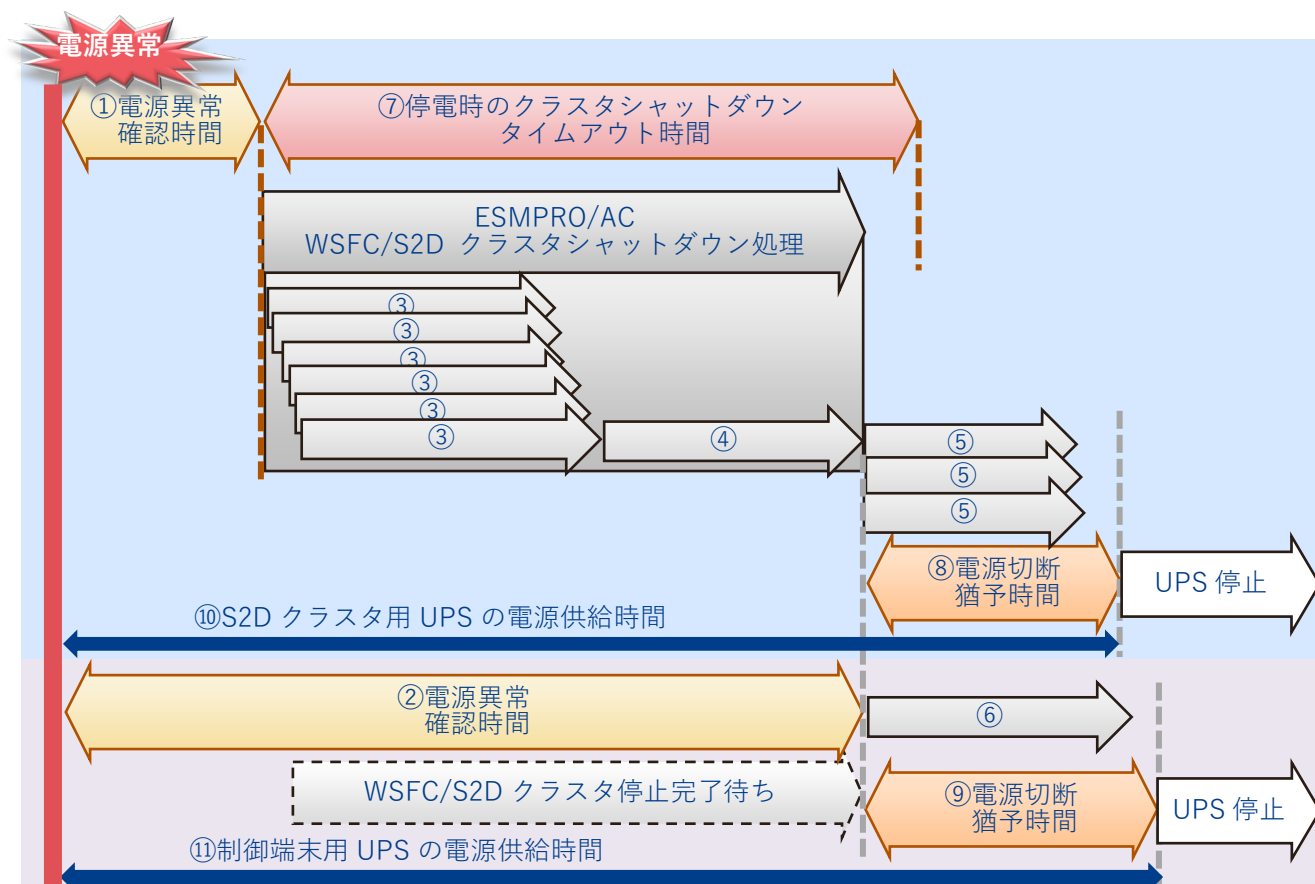 電源異常
①電源異常
確認時間
⑦停電時のクラスタシャットダウン
タイムアウト時間
ESMPRO/AC
WSFC/S2D クラスタシャットダウン処理
③
③
③
③
③
③
④
⑤
⑤
⑤
⑧電源切断
猶予時間
UPS 停止
⑩S2D クラスタ用 UPS の電源供給時間
②電源異常
確認時間
⑥
WSFC/S2D クラスタ停止完了待ち
⑨電源切断
猶予時間
UPS 停止
⑪制御端末用 UPS の電源供給時間